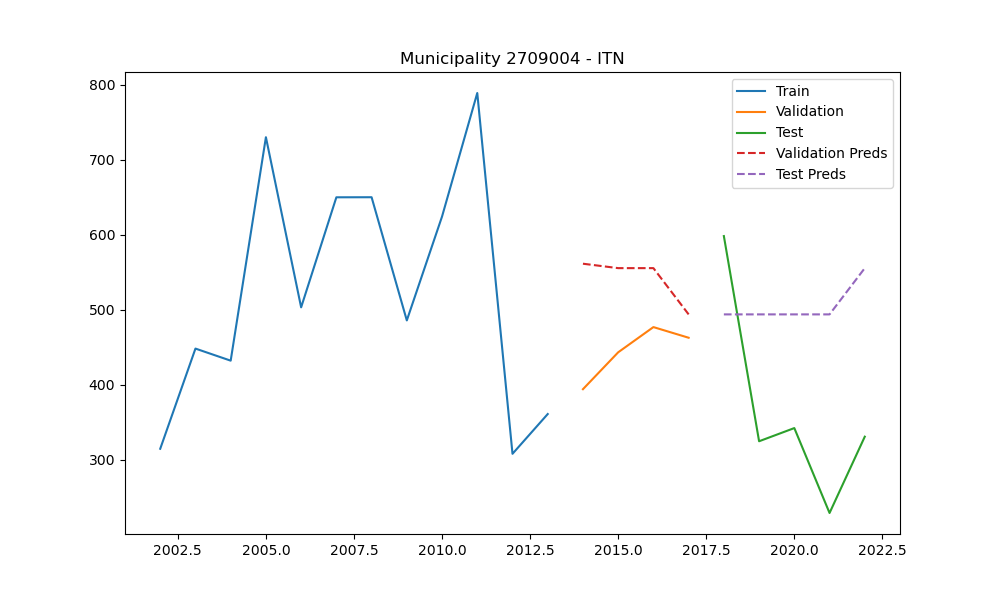 Municipality 2709004 - ITN
800
700
600
500
400
300
Train
Validation
Test
Validation Preds
Test Preds
2002.5 2005.0 2007.5 2010.0 2012.5 2015.0 2017.5 2020.0 2022.5